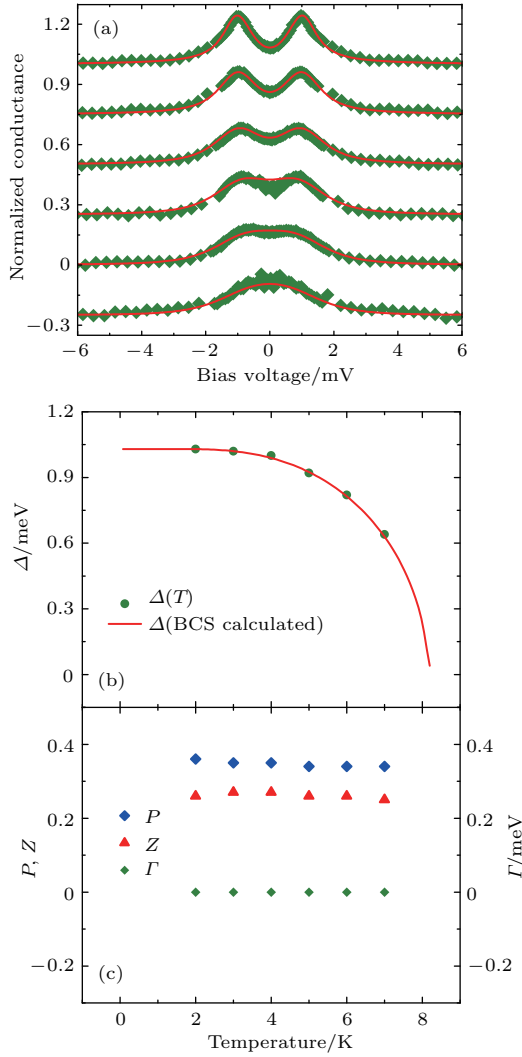 (a)
1.2
0.9
0.6
0.3
0
−0.3
Normalized conductance
−6 −4 −2 0 2 4 6
Bias voltage/mV
1.2
0.9
0.6
0.3
0
Δ/meV
Δ(T)
Δ(BCS calculated)
(b)
0.4
0.2
0
−0.2
P, Z
P
Z
Γ
(c)
0.4
0.2
0
−0.2
Γ/meV
0 2 4 6 8
Temperature/K